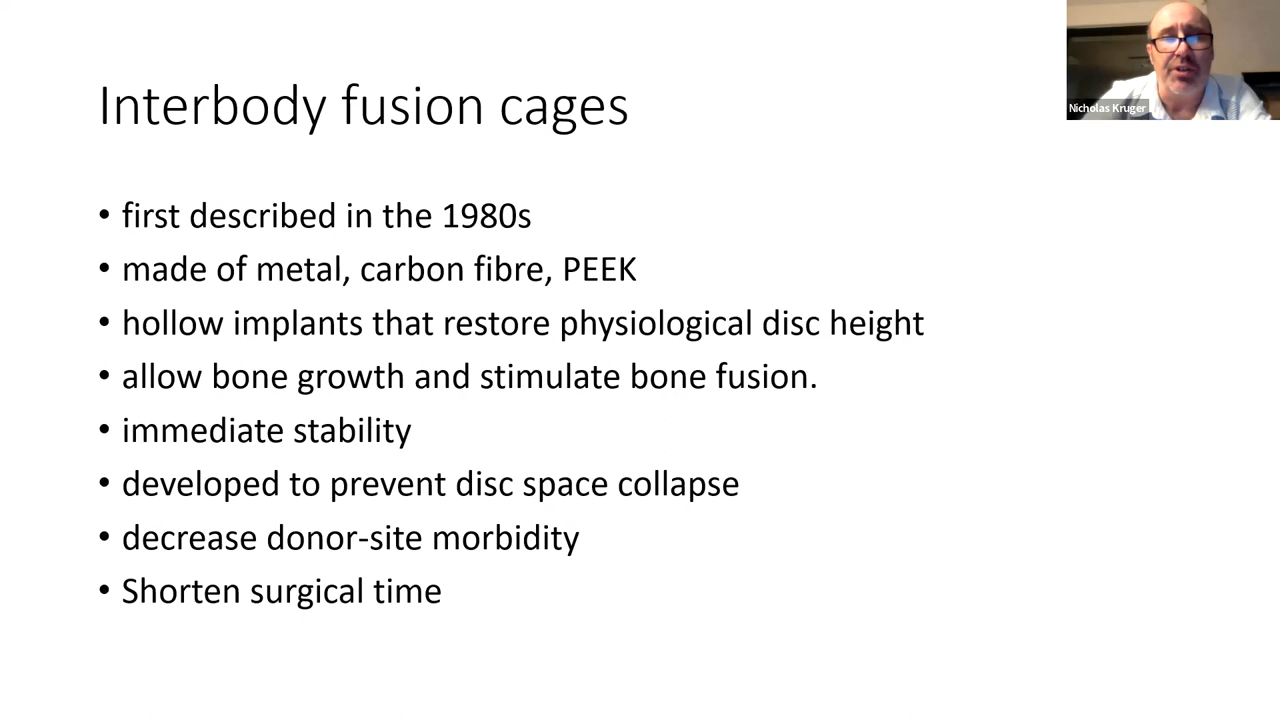 Interbody fusion cages
Nicholas Kruger
• first described in the 1980s
• made of metal, carbon fibre, PEEK
• hollow implants that restore physiological disc height
• allow bone growth and stimulate bone fusion.
• immediate stability
• developed to prevent disc space collapse
• decrease donor-site morbidity
• Shorten surgical time